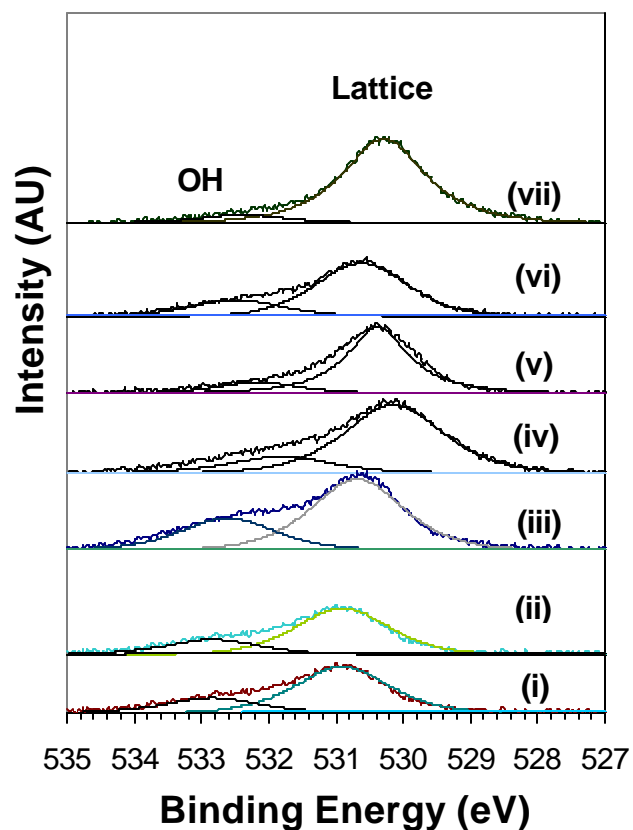 Lattice
OH
(vii)
(vi)
(v)
(iv)
(iii)
(ii)
(i)
Intensity (AU)
535 534 533 532 531 530 529 528 527
Binding Energy (eV)